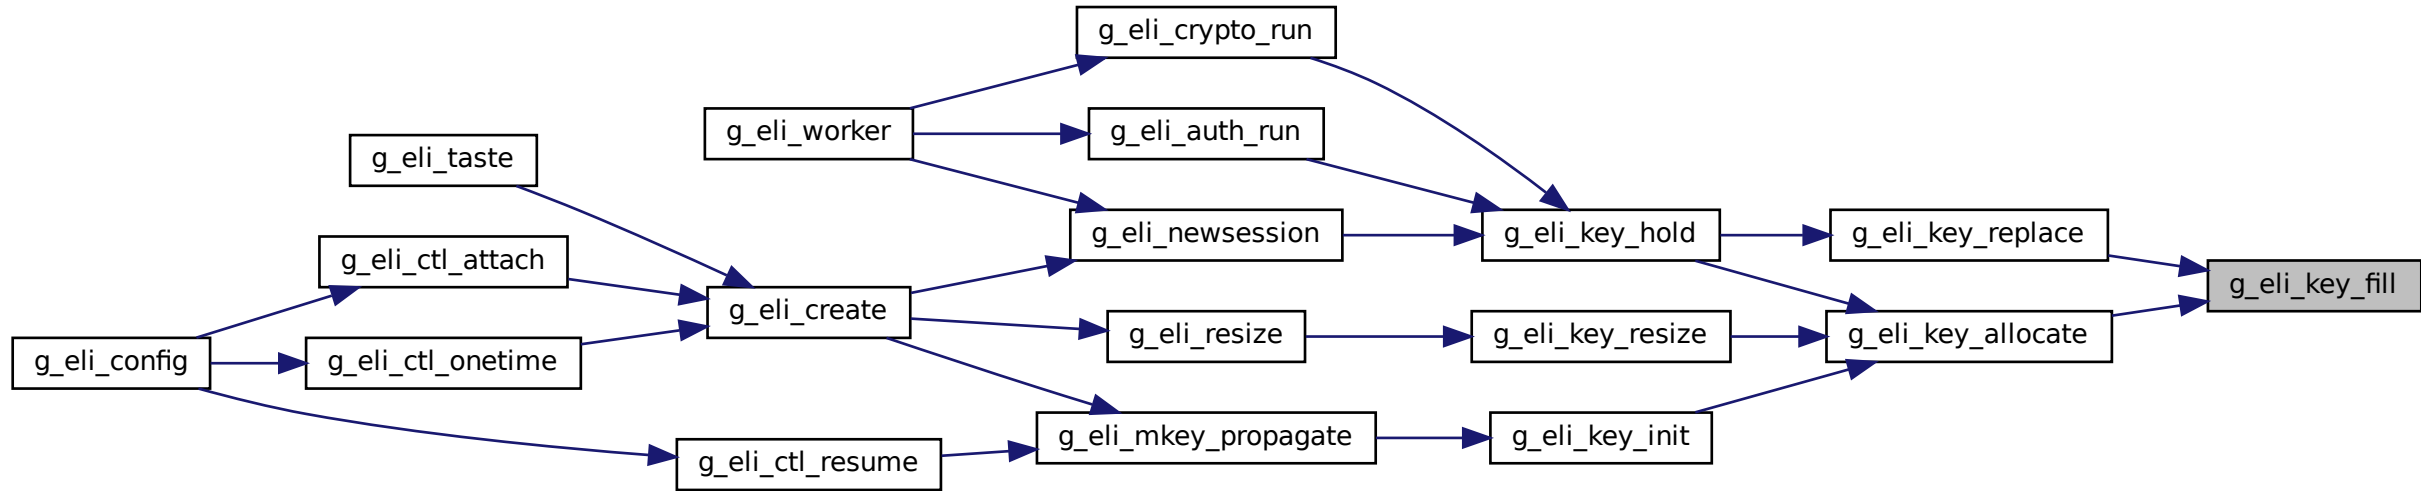 g_eli_crypto_run
g_eli_worker
g_eli_auth_run
g_eli_taste
g_eli_newsession
g_eli_key_hold
g_eli_key_replace
g_eli_ctl_attach
g_eli_key_fill
g_eli_create
g_eli_resize
g_eli_key_resize
g_eli_key_allocate
g_eli_config
g_eli_ctl_onetime
g_eli_mkey_propagate
g_eli_key_init
g_eli_ctl_resume